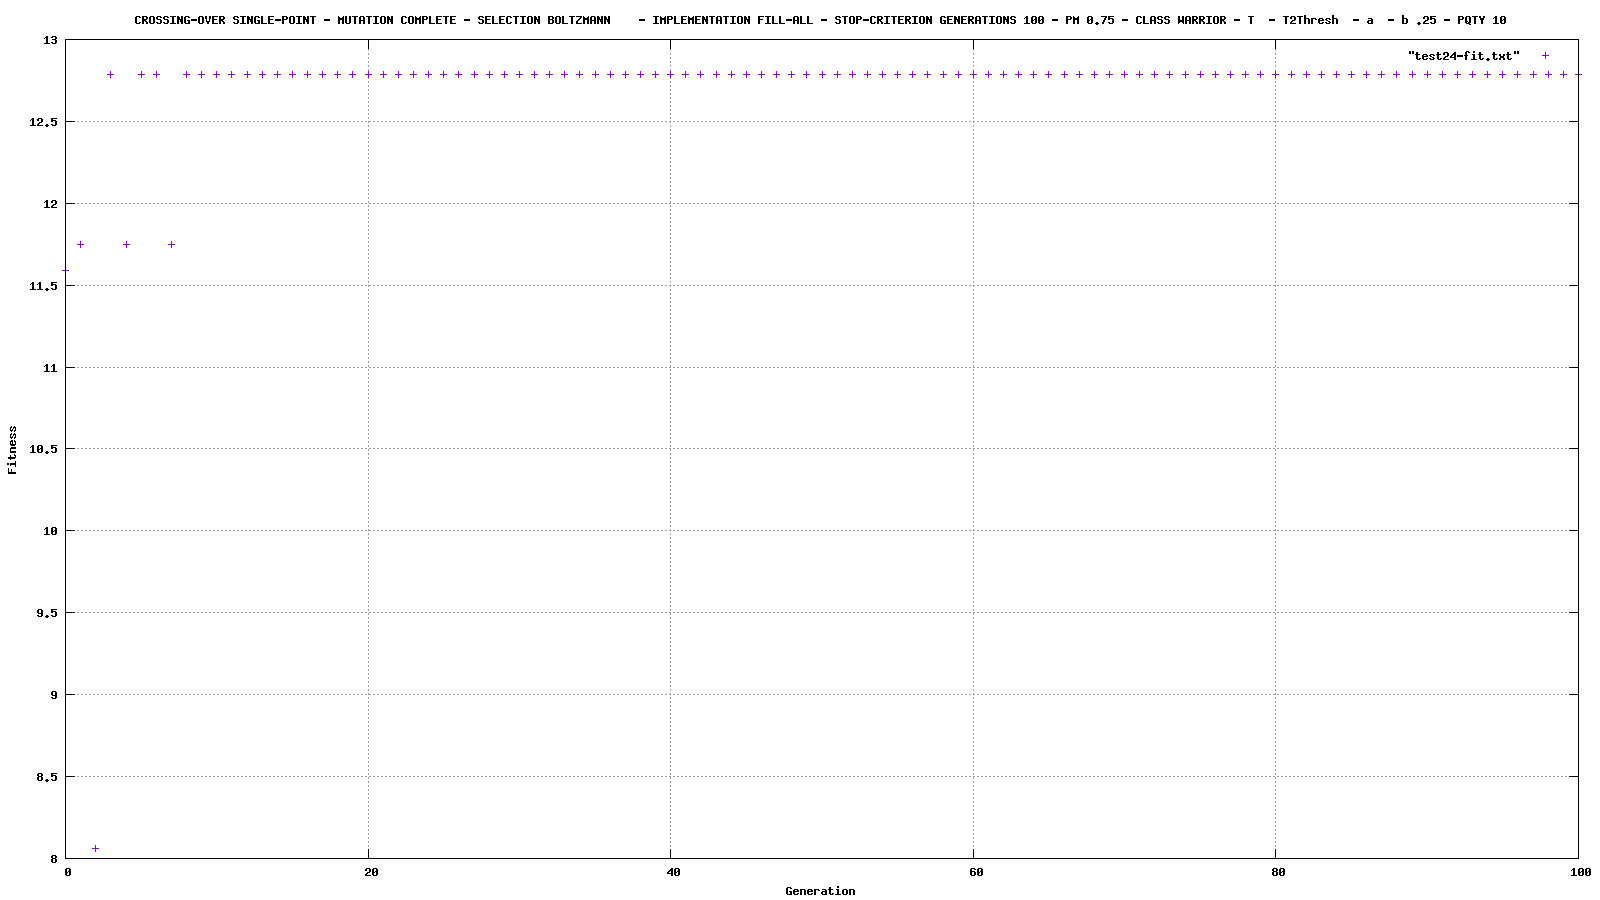 CROSSING-OVER SINGLE-POINT - MUTATION COMPLETE - SELECTION BOLTZMANN    - IMPLEMENTATION FILL-ALL - STOP-CRITERION GENERATIONS 100 - PM 0.75 - CLASS WARRIOR - T  - T2Thresh  - a  - b .25 - PQTY 10
"test24-fit.txt"
13
12.5
12
11.5
11
10.5
10
9.5
9
8.5
8
Fitness
0 20 40 60 80 100
Generation